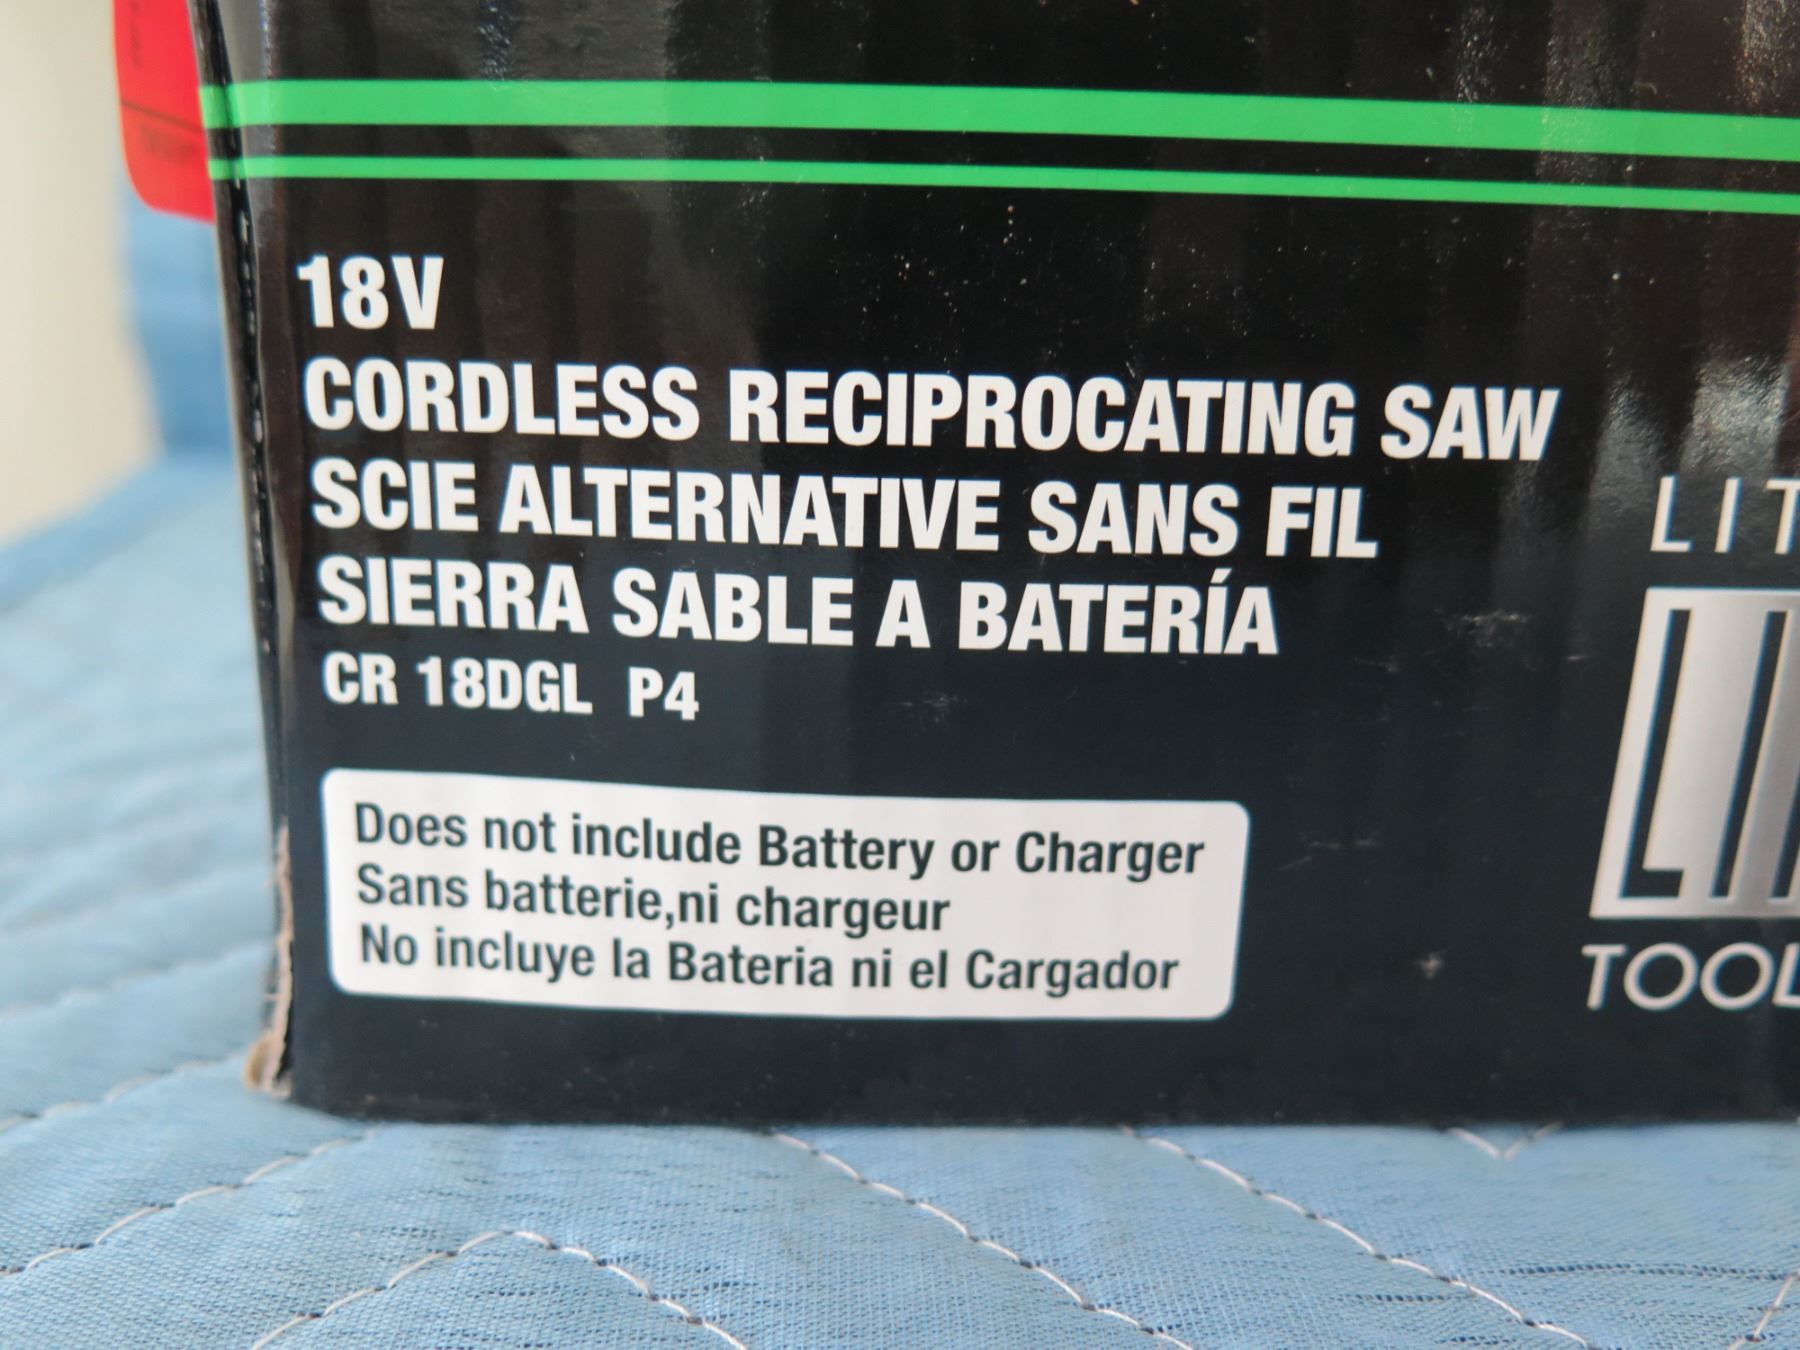 18V
CORDLESS RECIPROCATING SAW
SCIE ALTERNATIVE SANS FIL
SIERRA SABLE A BATERÍA
CR 18DGL P4
Does not include Battery or Charger
Sans batterie,ni chargeur
No incluye la Bateria ni el Cargador